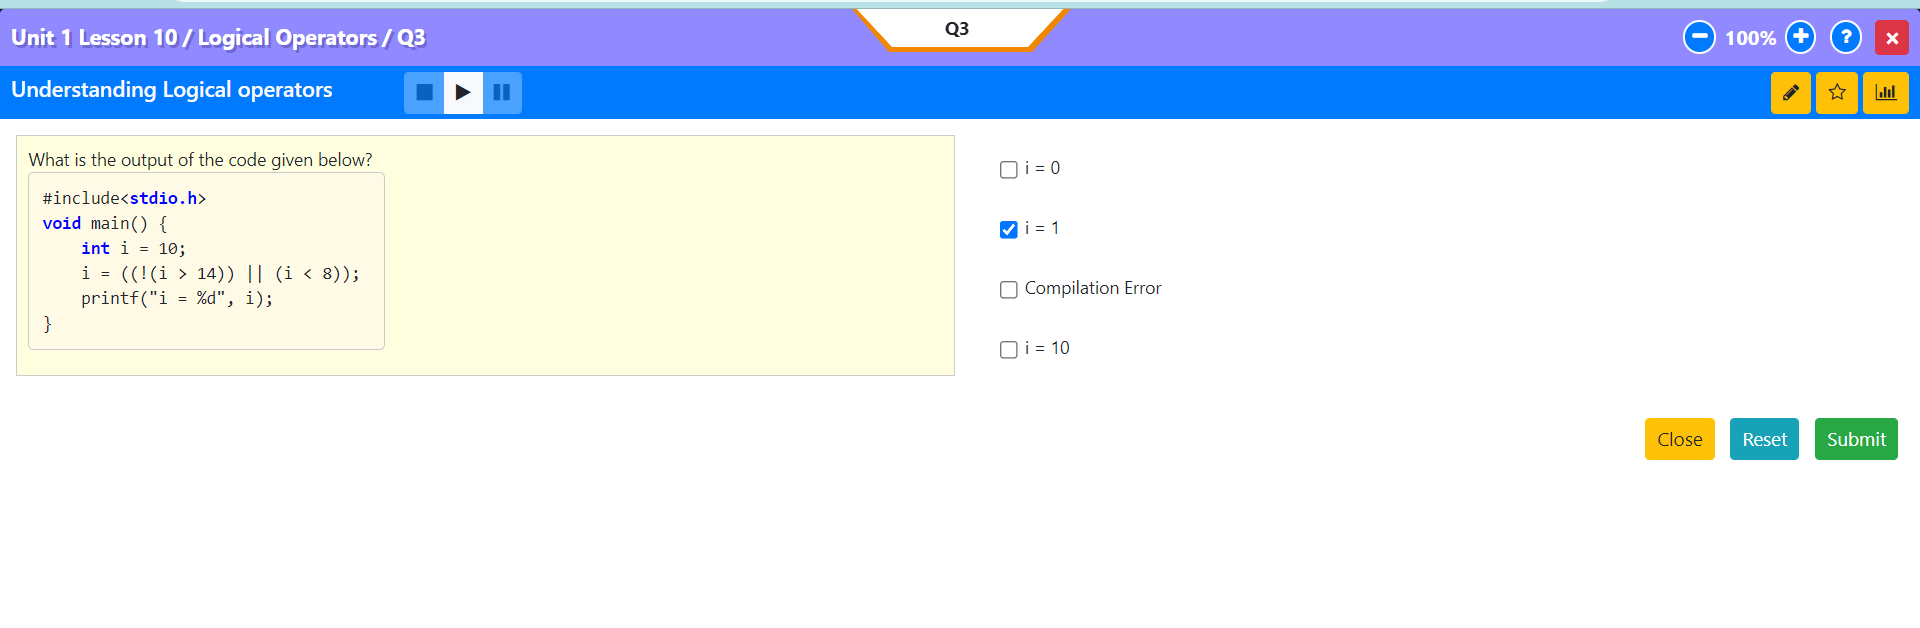 Unit 1 Lesson 10 / Logical Operators / Q3
Q3
100%
?
Understanding Logical operators
What is the output of the code given below?
#include<stdio.h>
void main() {
    int i = 10;
    i = ((!(i > 14)) || (i < 8));
    printf("i = %d", i);
}
i = 0
i = 1
Compilation Error
i = 10
Close
Reset
Submit